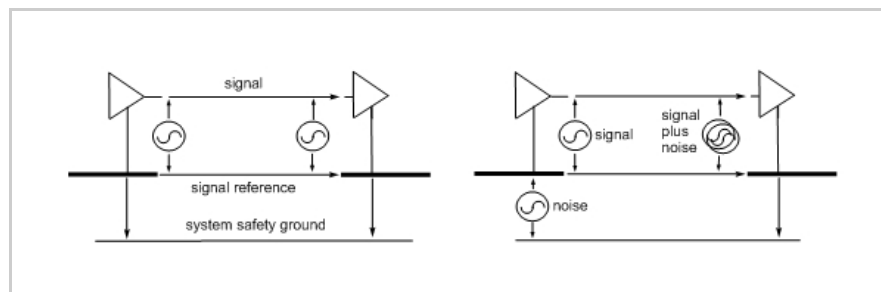 signal
signal reference
system safety ground
signal
signal
plus
noise
noise